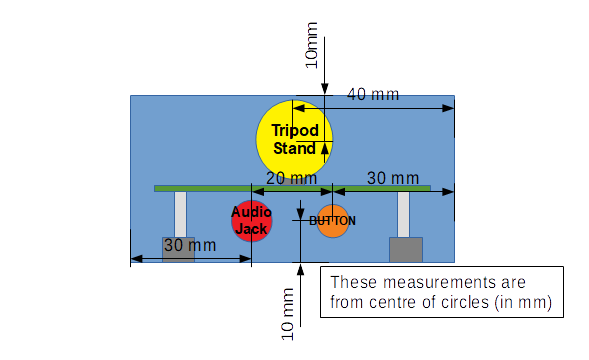 10mm
40 mm
Tripod
Stand
20 mm
30 mm
Audio
Jack
BUTTON
30 mm
10 mm
These measurements are
from centre of circles (in mm)